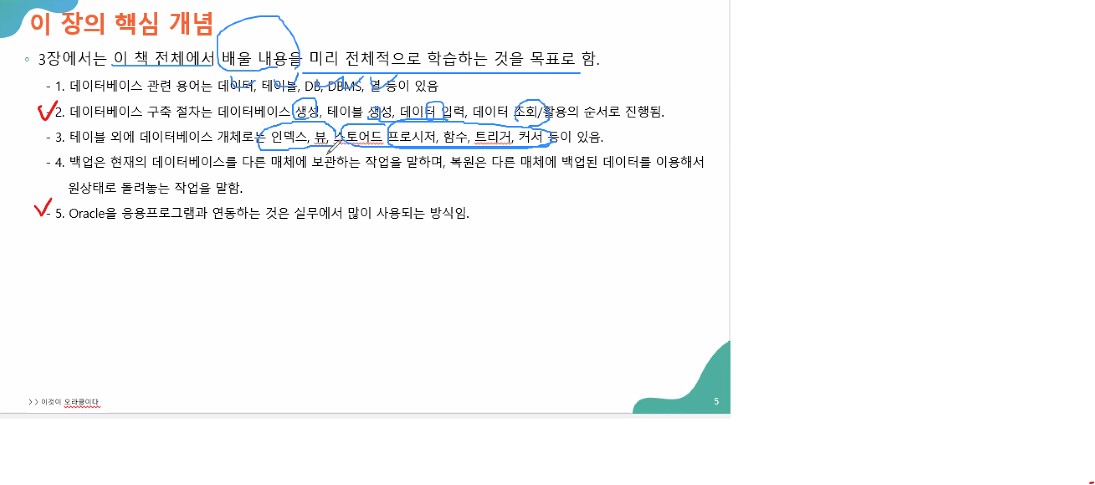 이 장의 핵심 개념
◦ 3장에서는 이 책 전체에서 배울 내용을 미리 전체적으로 학습하는 것을 목표로 함.
- 1. 데이터베이스 관련 용어는 데이터, 테이블, DB, DBMS, 열 등이 있음
- 2. 데이터베이스 구축 절차는 데이터베이스 생성, 테이블 생성, 데이터 입력, 데이터 조회/활용의 순서로 진행됨.
- 3. 테이블 외에 데이터베이스 개체로는 인덱스, 뷰, 스토어드 프로시저, 함수, 트리거, 커서 등이 있음.
- 4. 백업은 현재의 데이터베이스를 다른 매체에 보관하는 작업을 말하며, 복원은 다른 매체에 백업된 데이터를 이용해서
원상태로 돌려놓는 작업을 말함.
- 5. Oracle을 응용프로그램과 연동하는 것은 실무에서 많이 사용되는 방식임.
>> 이것이 오라클이다
5